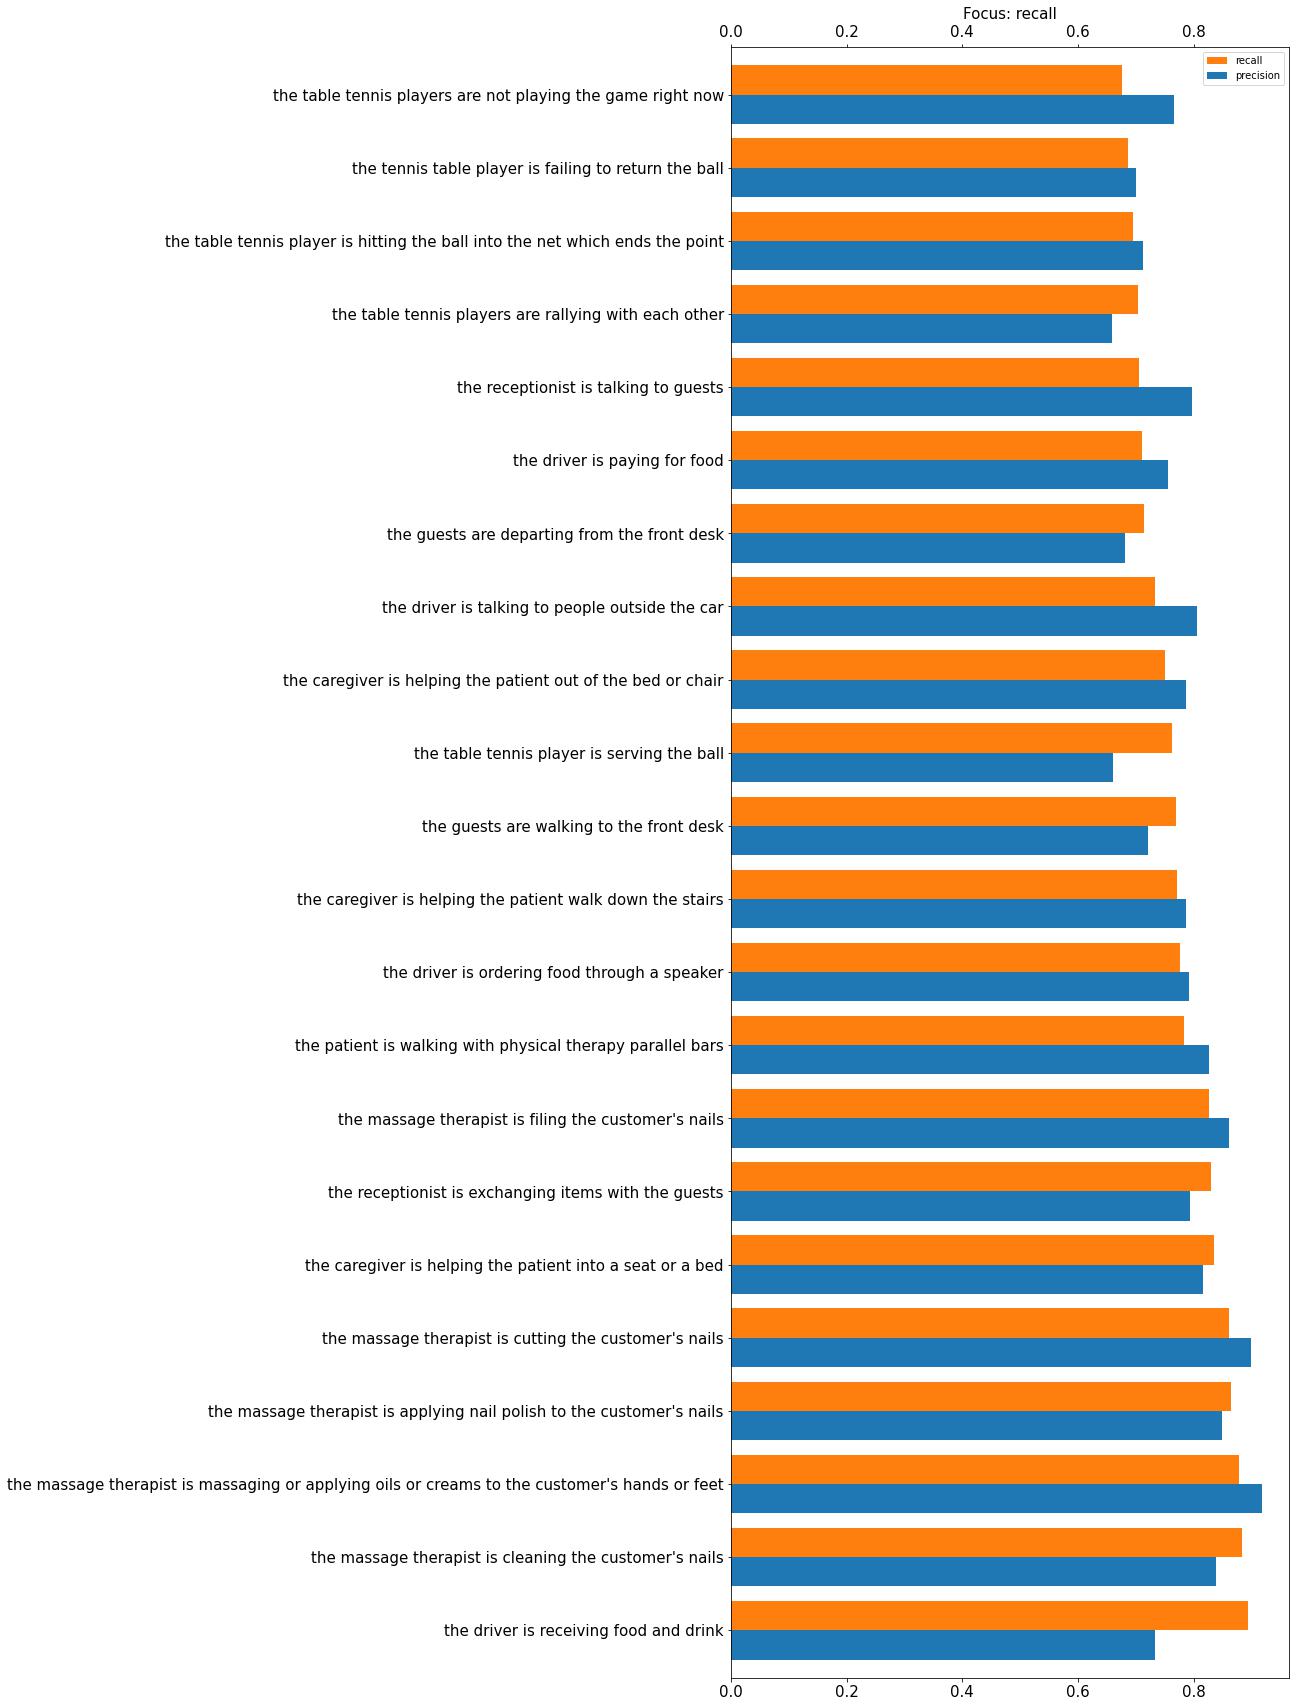 Focus: recall
0.0 0.2 0.4 0.6 0.8
recall
precision
the table tennis players are not playing the game right now
the tennis table player is failing to return the ball
the table tennis player is hitting the ball into the net which ends the point
the table tennis players are rallying with each other
the receptionist is talking to guests
the driver is paying for food
the guests are departing from the front desk
the driver is talking to people outside the car
the caregiver is helping the patient out of the bed or chair
the table tennis player is serving the ball
the guests are walking to the front desk
the caregiver is helping the patient walk down the stairs
the driver is ordering food through a speaker
the patient is walking with physical therapy parallel bars
the massage therapist is filing the customer's nails
the receptionist is exchanging items with the guests
the caregiver is helping the patient into a seat or a bed
the massage therapist is cutting the customer's nails
the massage therapist is applying nail polish to the customer's nails
the massage therapist is massaging or applying oils or creams to the customer's hands or feet
the massage therapist is cleaning the customer's nails
the driver is receiving food and drink
0.0 0.2 0.4 0.6 0.8